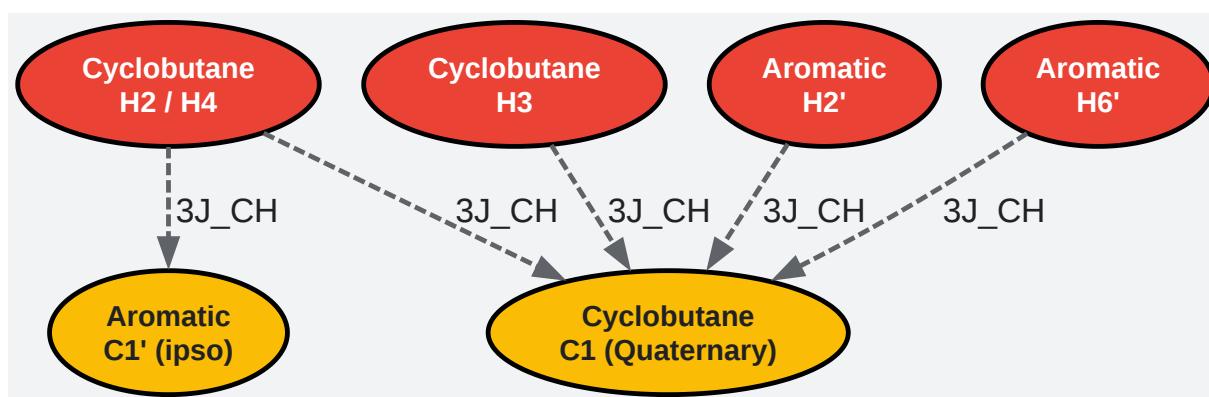 Cyclobutane
H2 / H4
Cyclobutane
H3
Aromatic
H2'
Aromatic
H6'
3J_CH
3J_CH
3J_CH
3J_CH
3J_CH
Aromatic
C1' (ipso)
Cyclobutane
C1 (Quaternary)